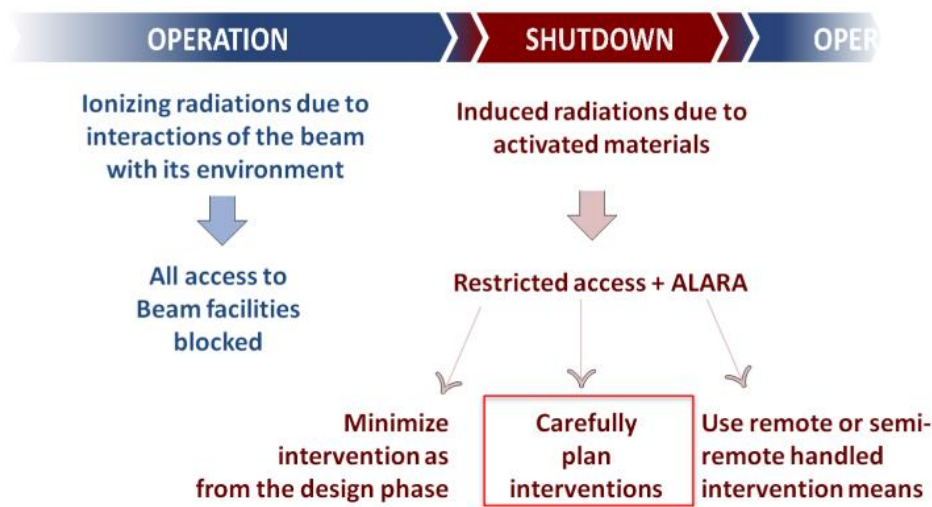 OPERATION
SHUTDOWN
OPER
Ionizing radiations due to
interactions of the beam
with its environment
Induced radiations due to
activated materials
All access to
Beam facilities
blocked
Restricted access + ALARA
Minimize
intervention as
from the design phase
Carefully
plan
interventions
Use remote or semi-
remote handled
intervention means